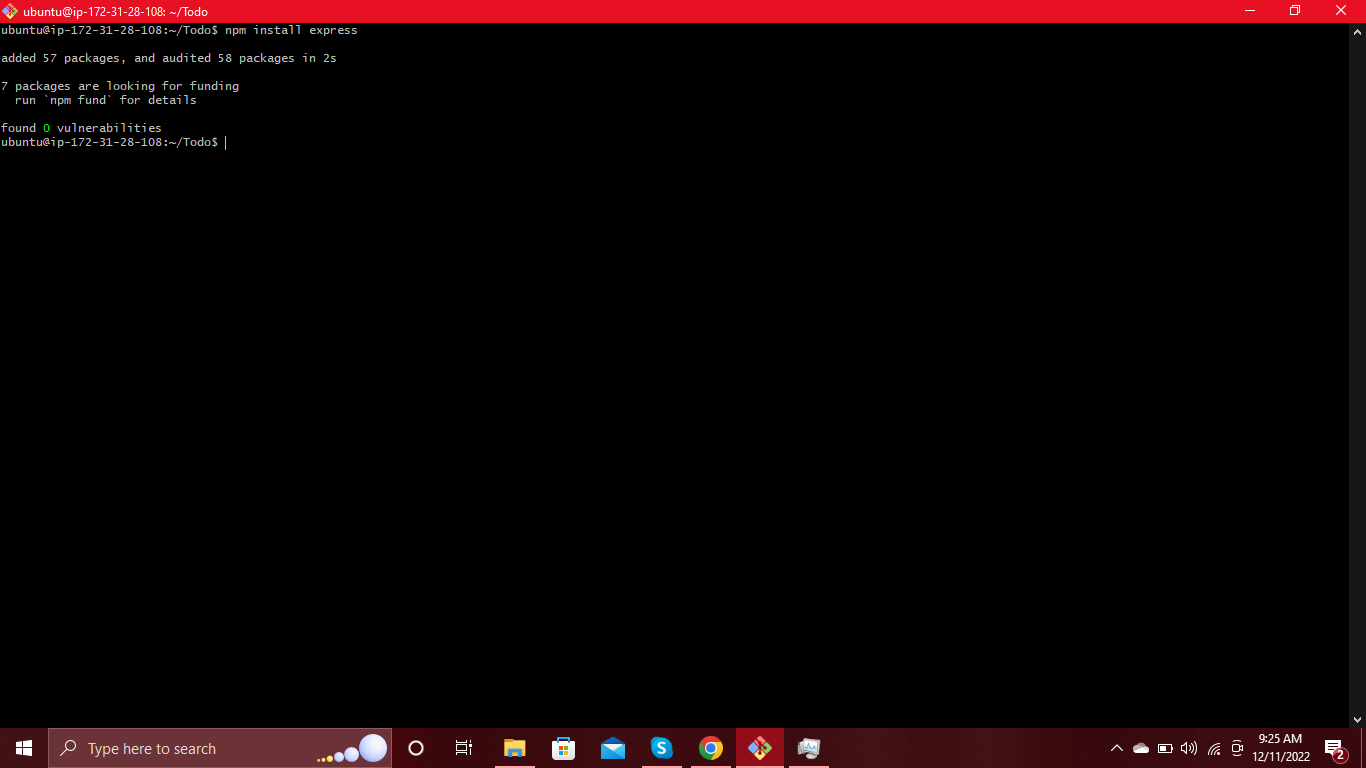 ubuntu@ip-172-31-28-108: ~/Todo
ubuntu@ip-172-31-28-108:~/Todo$ npm install express
added 57 packages, and audited 58 packages in 2s
7 packages are looking for funding
run `npm fund` for details
found 0 vulnerabilities
ubuntu@ip-172-31-28-108:~/Todo$
Type here to search
S
9:25 AM
12/11/2022
2